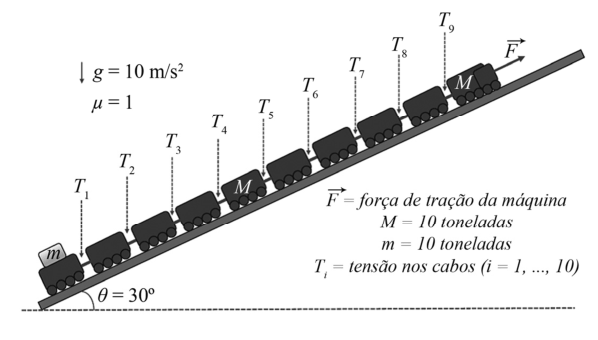 T₉
F
T₈
g = 10 m/s²
T₇
M
μ = 1
T₆
T₅
T₄
T₃
T₂
M
T₁
F = força de tração da máquina
M = 10 toneladas
m = 10 toneladas
m
Tᵢ = tensão nos cabos (i = 1, ..., 10)
θ = 30º